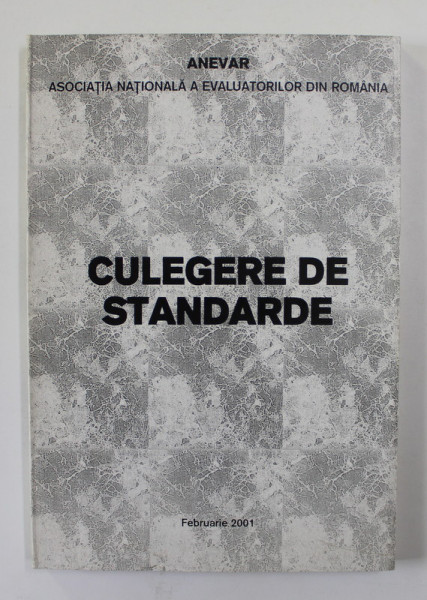 ANEVAR
ASOCIAȚIA NAȚIONALĂ A EVALUATORILOR DIN ROMÂNIA
CULEGERE DE
STANDARDE
Februarie 2001